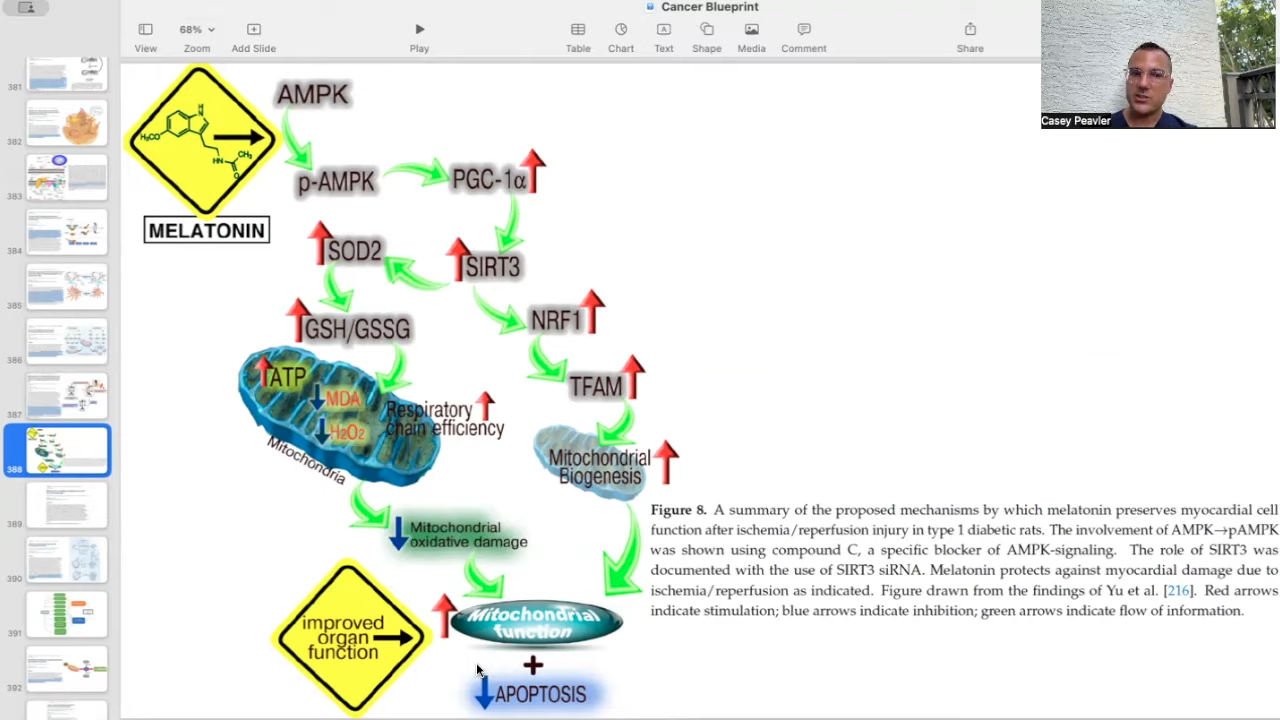 Cancer Blueprint
68%
View
Zoom
Add Slide
Play
Table
Chart
Text
Shape
Media
Comment
Share
Casey Peavler
381
382
383
384
385
386
387
388
389
390
391
392
H
N
H₃CO
HN
CH₃
O
MELATONIN
AMPK
p-AMPK
PGC-1α
SOD2
SIRT3
GSH/GSSG
NRF1
ATP
MDA
H₂O₂
Respiratory
chain efficiency
TFAM
Mitochondria
Mitochondrial
Biogenesis
Mitochondrial
oxidative damage
improved
organ
function
Mitochondrial
function
+
APOPTOSIS
Figure 8. A summary of the proposed mechanisms by which melatonin preserves myocardial cell
function after ischemia/reperfusion injury in type 1 diabetic rats. The involvement of AMPK→pAMPK
was shown using compound C, a specific blocker of AMPK-signaling. The role of SIRT3 was
documented with the use of SIRT3 siRNA. Melatonin protects against myocardial damage due to
ischemia/reperfusion as indicated. Figure drawn from the findings of Yu et al. [216]. Red arrows
indicate stimulation; blue arrows indicate inhibition; green arrows indicate flow of information.